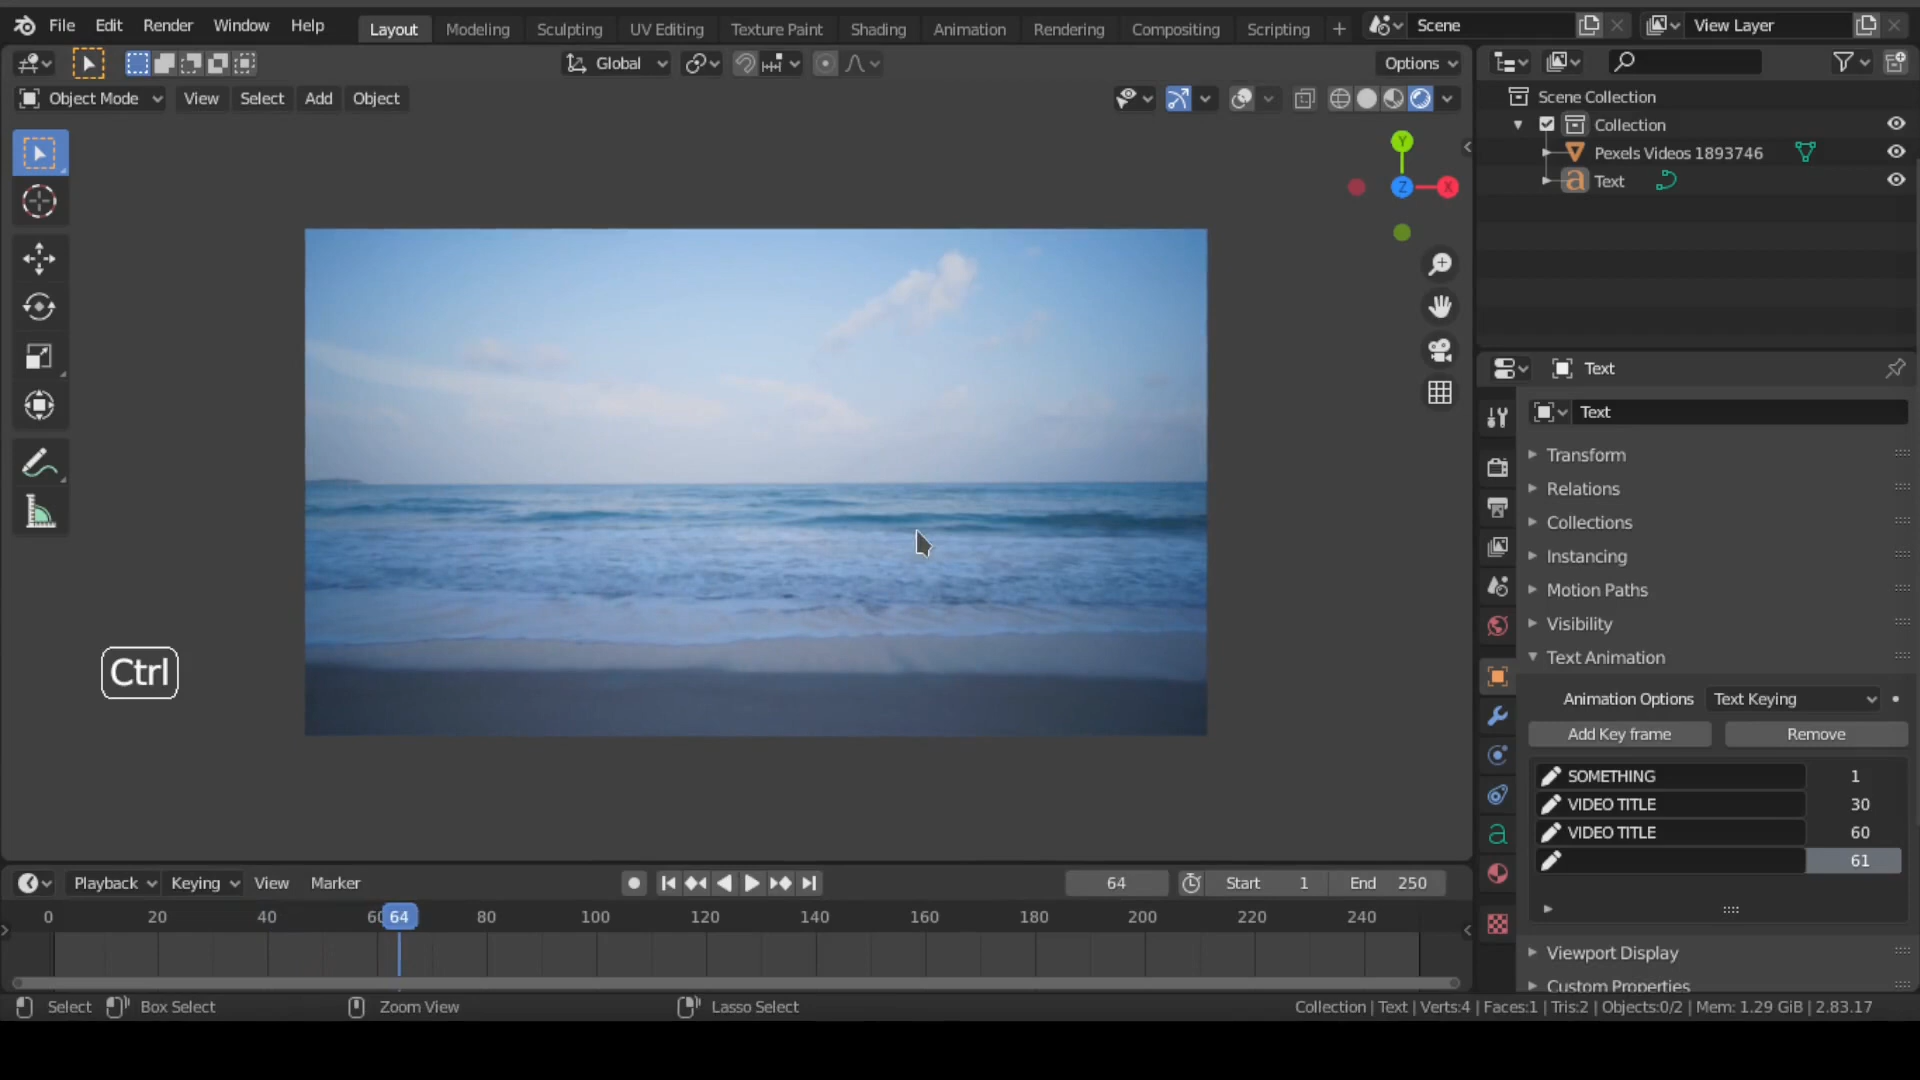 File Edit Render Window Help Layout Modeling Sculpting UV Editing Texture Paint Shading Animation Rendering Compositing Scripting + Scene View Layer
Global Options
Object Mode View Select Add Object
Scene Collection
Collection
Pexels Videos 1893746
Text
Y
Z X
Text
Text
Transform
Relations
Collections
Instancing
Motion Paths
Visibility
Text Animation
Animation Options Text Keying
Add Key frame Remove
SOMETHING 1
VIDEO TITLE 30
VIDEO TITLE 60
61
Viewport Display
Custom Properties
Ctrl
Playback Keying View Marker 64 Start 1 End 250
0 20 40 60 64 80 100 120 140 160 180 200 220 240
Select Box Select Zoom View Lasso Select Collection | Text | Verts:4 | Faces:1 | Tris:2 | Objects:0/2 | Mem: 1.29 GiB | 2.83.17